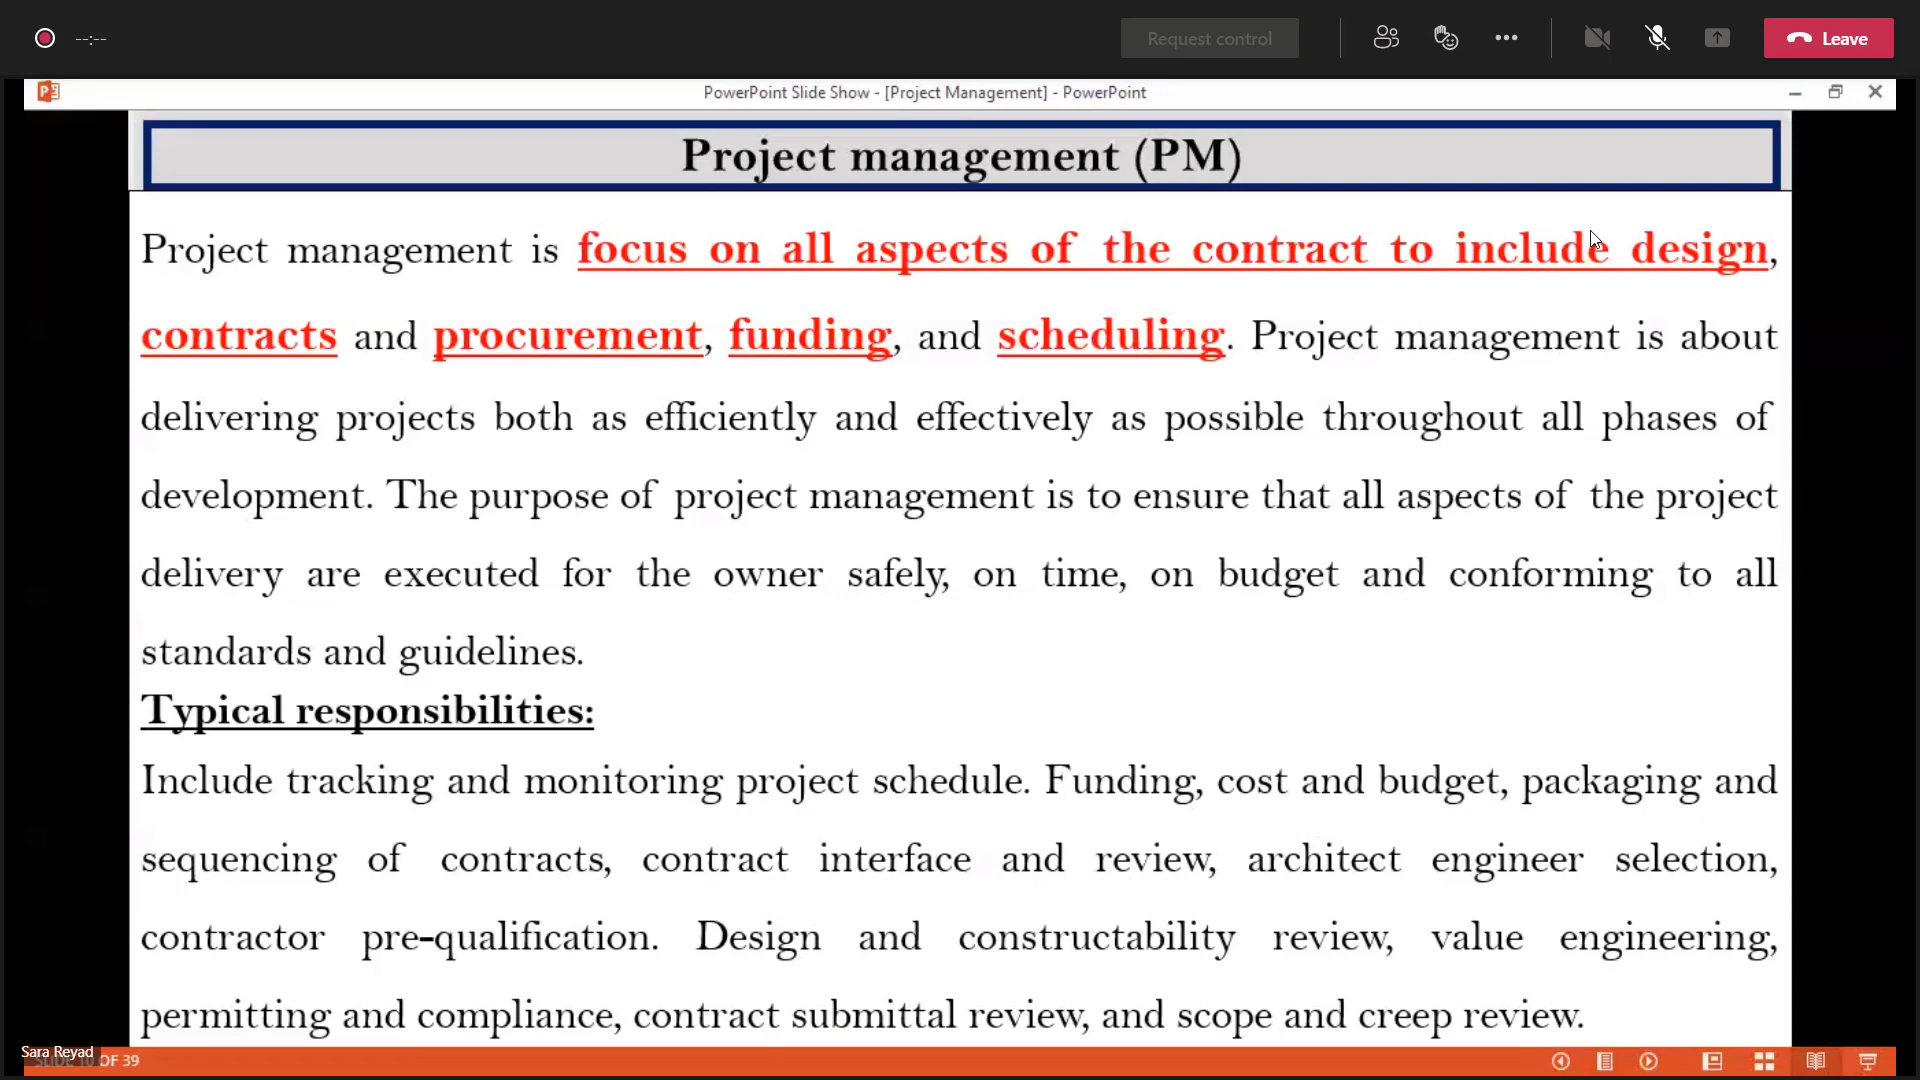 --:--
Request control
Leave
PowerPoint Slide Show - [Project Management] - PowerPoint
Project management (PM)
Project management is focus on all aspects of the contract to include design,
contracts and procurement, funding, and scheduling. Project management is about
delivering projects both as efficiently and effectively as possible throughout all phases of
development. The purpose of project management is to ensure that all aspects of the project
delivery are executed for the owner safely, on time, on budget and conforming to all
standards and guidelines.
Typical responsibilities:
Include tracking and monitoring project schedule. Funding, cost and budget, packaging and
sequencing of contracts, contract interface and review, architect engineer selection,
contractor pre-qualification. Design and constructability review, value engineering,
permitting and compliance, contract submittal review, and scope and creep review.
Sara Reyad
OF 39